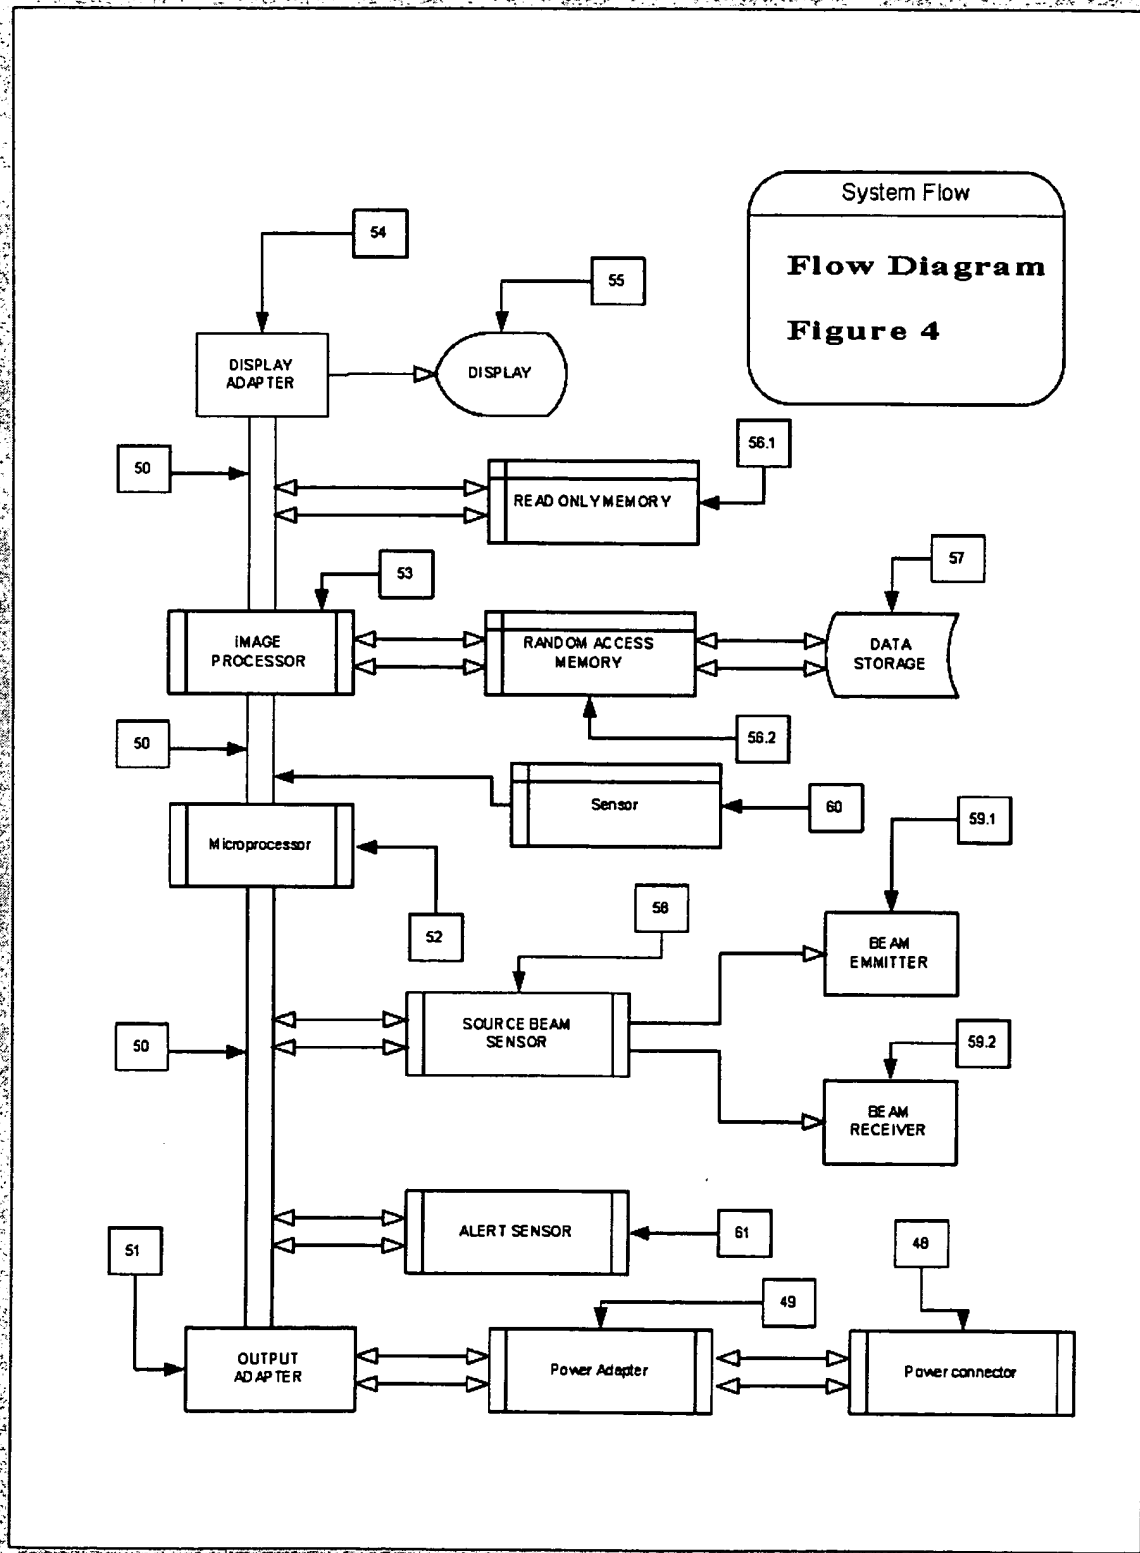 System Flow
Flow Diagram
Figure 4
54
55
DISPLAY
ADAPTER
DISPLAY
56.1
50
READ ONLY MEMORY
53
57
IMAGE
PROCESSOR
RANDOM ACCESS
MEMORY
DATA
STORAGE
50
56.2
Sensor
60
59.1
Microprocessor
52
58
BEAM
EMMITTER
SOURCE BEAM
SENSOR
50
59.2
BEAM
RECEIVER
ALERT SENSOR
61
48
51
49
OUTPUT
ADAPTER
Power Adapter
Power connector